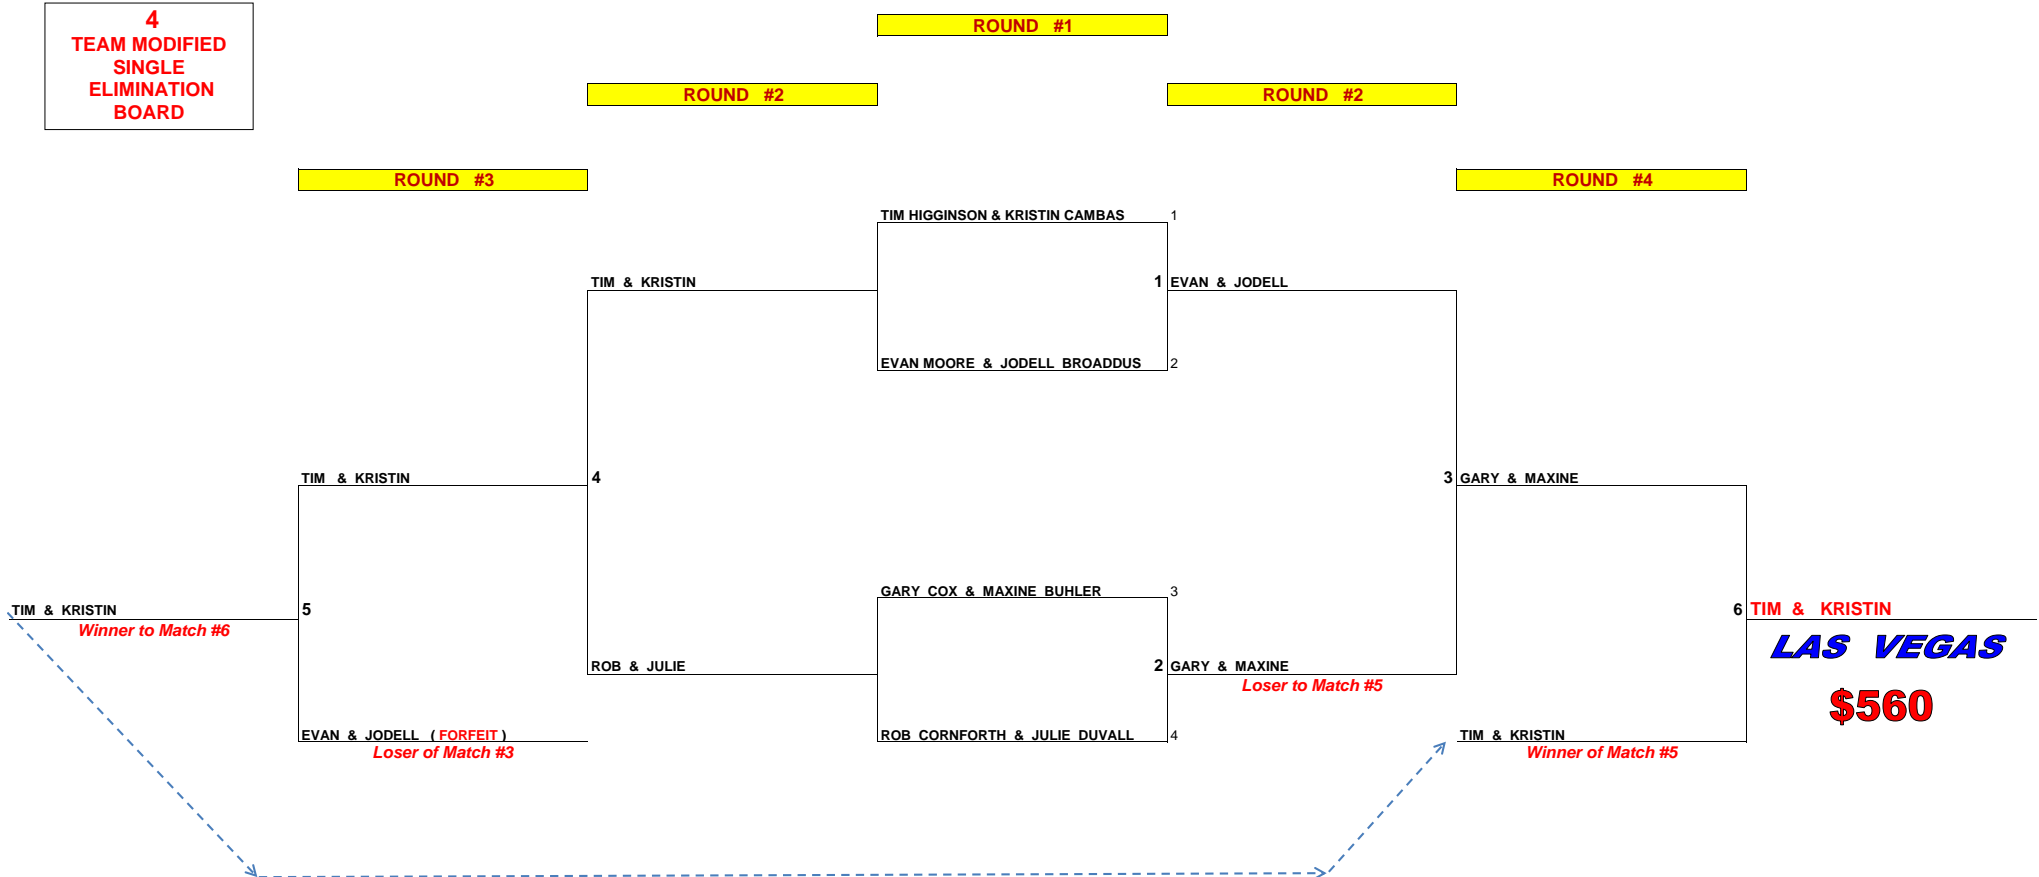 4
TEAM MODIFIED
SINGLE
ELIMINATION
BOARD
ROUND #1
ROUND #2
ROUND #2
ROUND #3
ROUND #4
TIM HIGGINSON & KRISTIN CAMBAS 1
TIM & KRISTIN
1 EVAN & JODELL
EVAN MOORE & JODELL BROADDUS 2
TIM & KRISTIN
4
3 GARY & MAXINE
GARY COX & MAXINE BUHLER 3
TIM & KRISTIN
5
Winner to Match #6
6 TIM & KRISTIN
LAS VEGAS
ROB & JULIE
2 GARY & MAXINE
Loser to Match #5
$560
EVAN & JODELL ( FORFEIT )
Loser of Match #3
ROB CORNFORTH & JULIE DUVALL 4
TIM & KRISTIN
Winner of Match #5